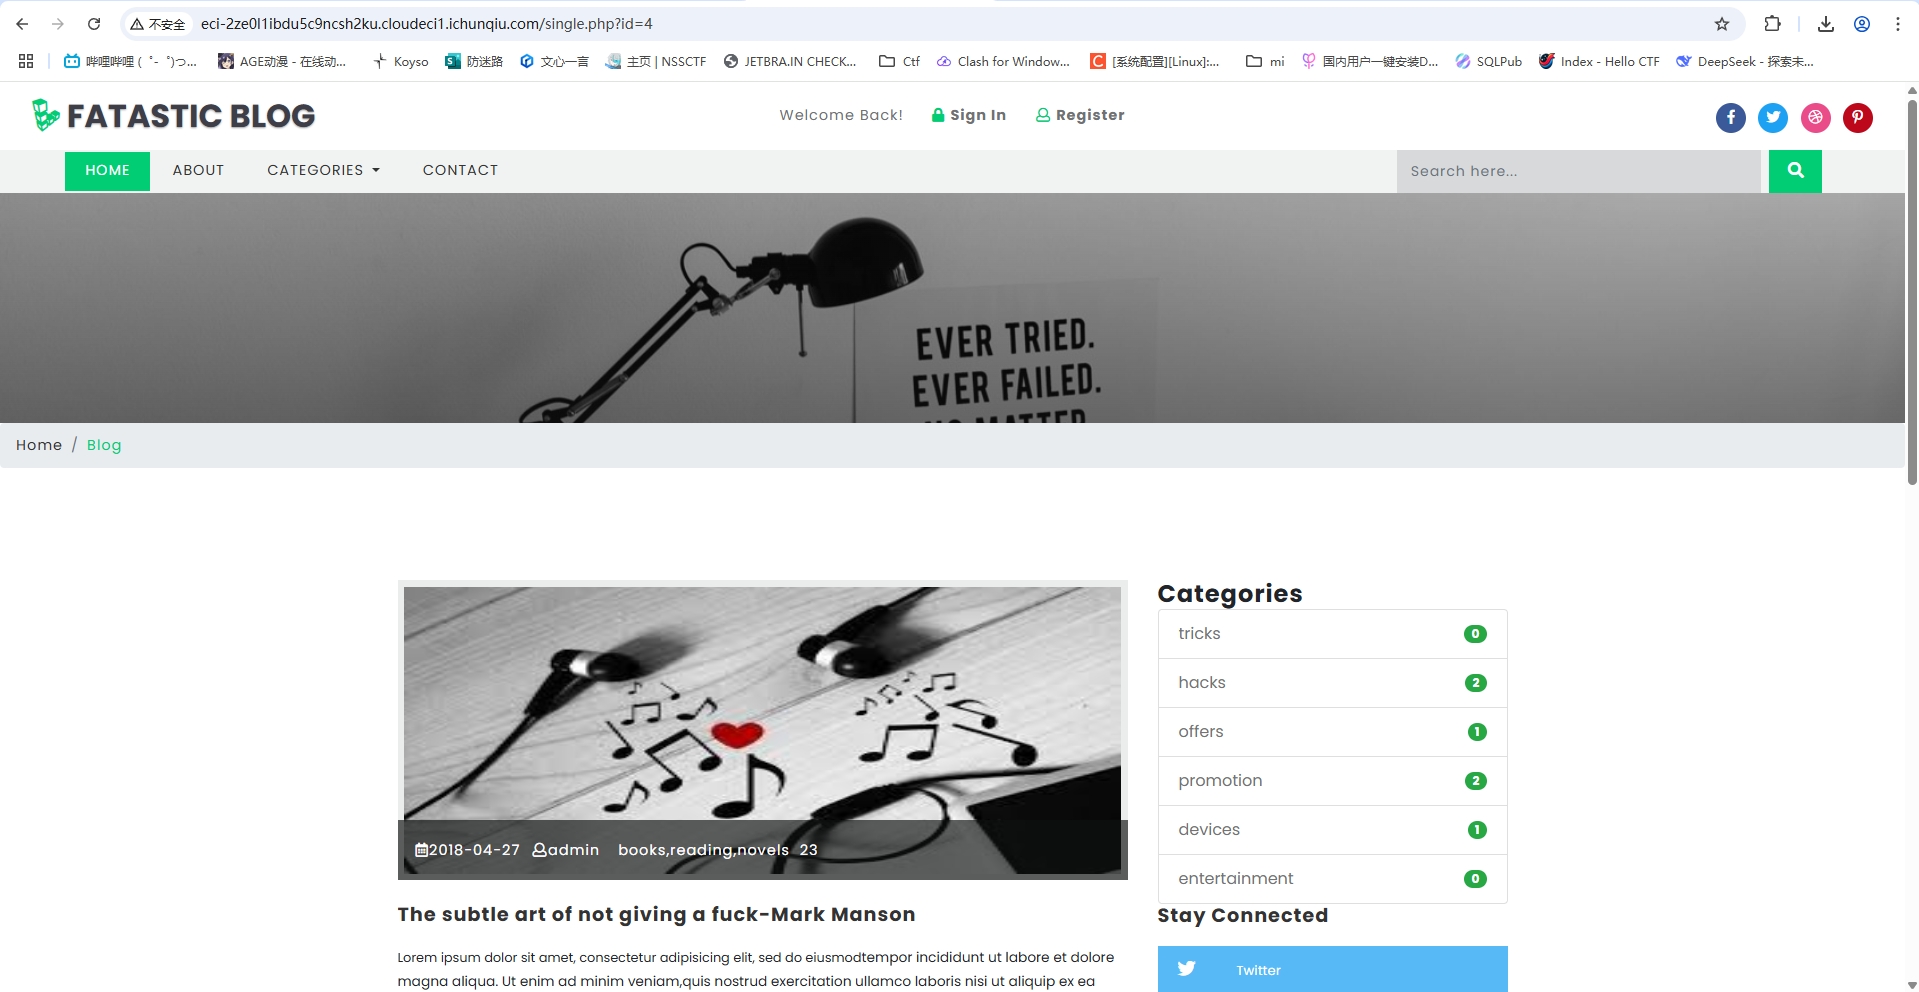 不安全 eci-2ze0l1ibdu5c9ncsh2ku.cloudeci1.ichunqiu.com/single.php?id=4
哔哩哔哩 (゜-゜)つ... AGE动漫 - 在线动... Koyso 防迷路 文心一言 主页 | NSSCTF JETBRA.IN CHECK... Ctf Clash for Window... [系统配置][Linux]:... mi 国内用户一键安装D... SQLPub Index - Hello CTF DeepSeek - 探索未...
FATASTIC BLOG Welcome Back! Sign In Register
HOME ABOUT CATEGORIES CONTACT Search here...
EVER TRIED.
EVER FAILED.
NO MATTER.
Home / Blog
2018-04-27 admin books,reading,novels 23
The subtle art of not giving a fuck-Mark Manson
Lorem ipsum dolor sit amet, consectetur adipisicing elit, sed do eiusmodtempor incididunt ut labore et dolore
magna aliqua. Ut enim ad minim veniam,quis nostrud exercitation ullamco laboris nisi ut aliquip ex ea
Categories
tricks 0
hacks 2
offers 1
promotion 2
devices 1
entertainment 0
Stay Connected
Twitter